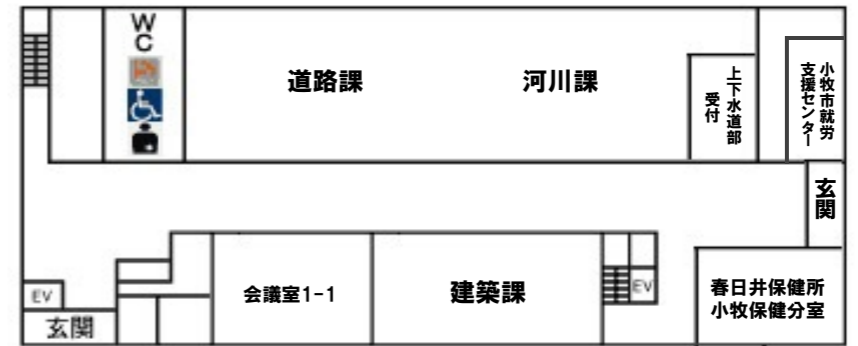 WC
道路課
河川課
上下水道部
受付
小牧市就労
支援センター
玄関
EV
玄関
会議室1-1
建築課
EV
春日井保健所
小牧保健分室